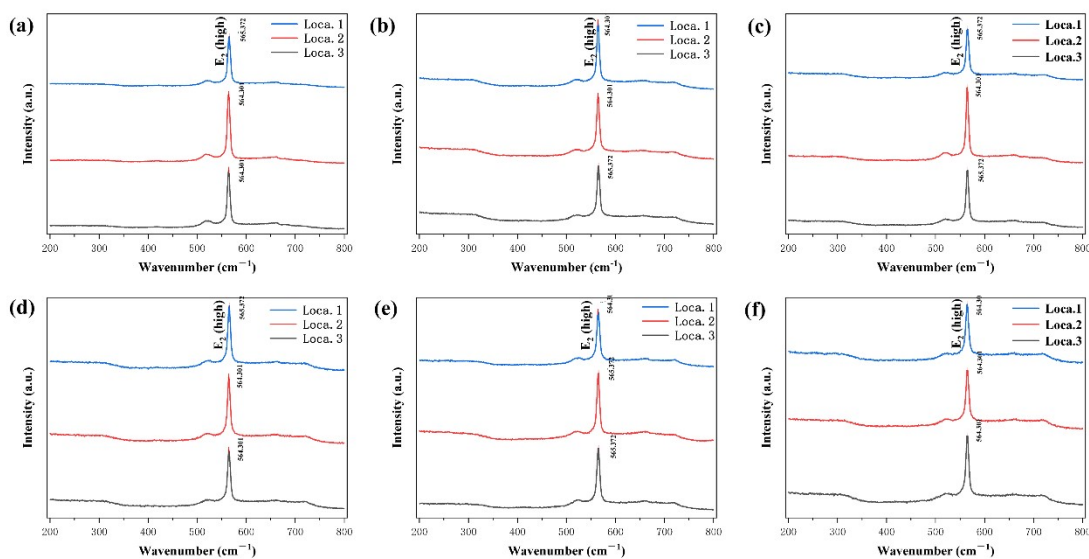 (a)
E₂ (high)
565.372
564.301
564.301
Loca. 1
Loca. 2
Loca. 3
Intensity (a.u.)
200 300 400 500 600 700 800
Wavenumber (cm⁻¹)
(b)
E₂ (high)
564.30
564.301
565.372
Loca. 1
Loca. 2
Loca. 3
Intensity (a.u.)
200 300 400 500 600 700 800
Wavenumber (cm⁻¹)
(c)
E₂ (high)
565.372
564.301
565.372
Loca.1
Loca.2
Loca.3
Intensity (a.u.)
200 300 400 500 600 700 800
Wavenumber (cm⁻¹)
(d)
E₂ (high)
565.372
564.301
564.301
Loca. 1
Loca. 2
Loca. 3
Intensity (a.u.)
200 300 400 500 600 700 800
Wavenumber (cm⁻¹)
(e)
E₂ (high)
564.31
565.372
565.372
Loca. 1
Loca. 2
Loca. 3
Intensity (a.u.)
200 300 400 500 600 700 800
Wavenumber (cm⁻¹)
(f)
E₂ (high)
564.30
Loca.1
Loca.2
Loca.3
Intensity (a.u.)
200 300 400 500 600 700 800
Wavenumber (cm⁻¹)